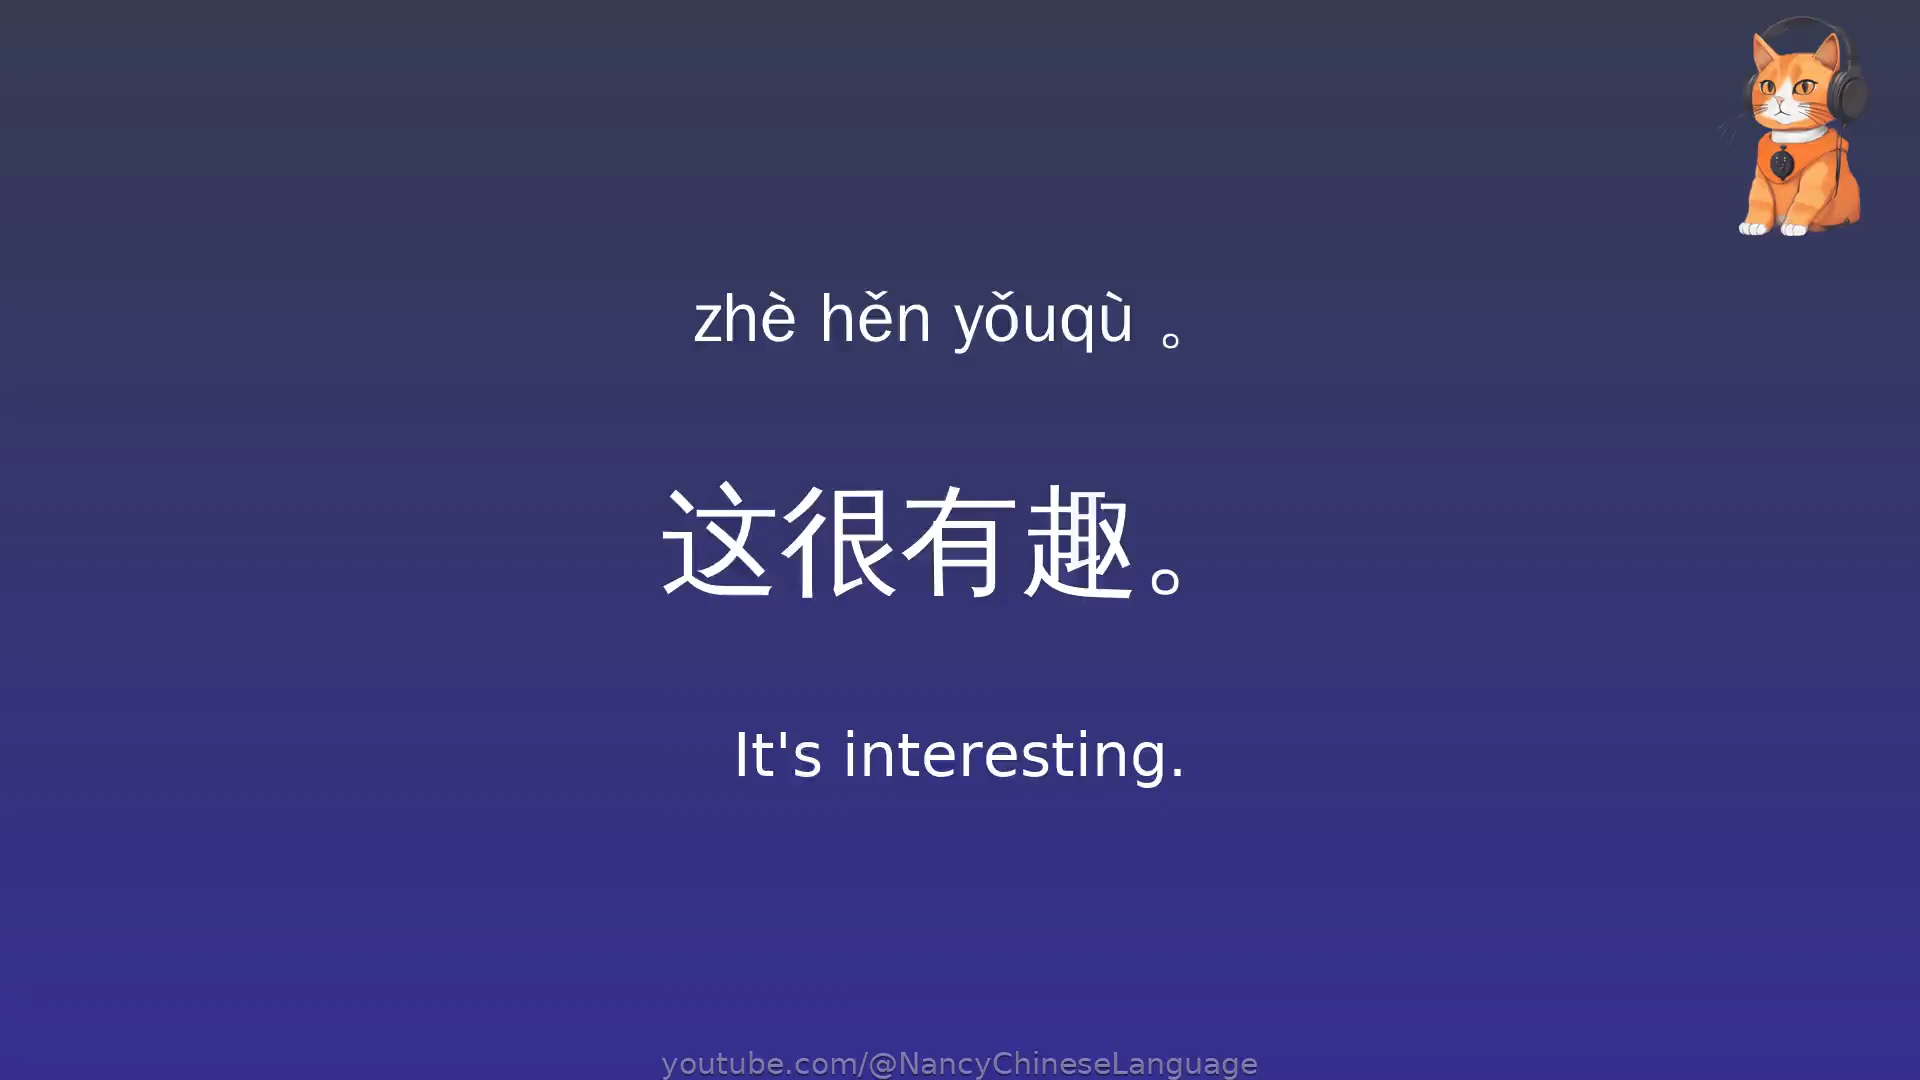 zhè hěn yǒuqù 。
这很有趣。
It's interesting.
youtube.com/@NancyChineseLanguage